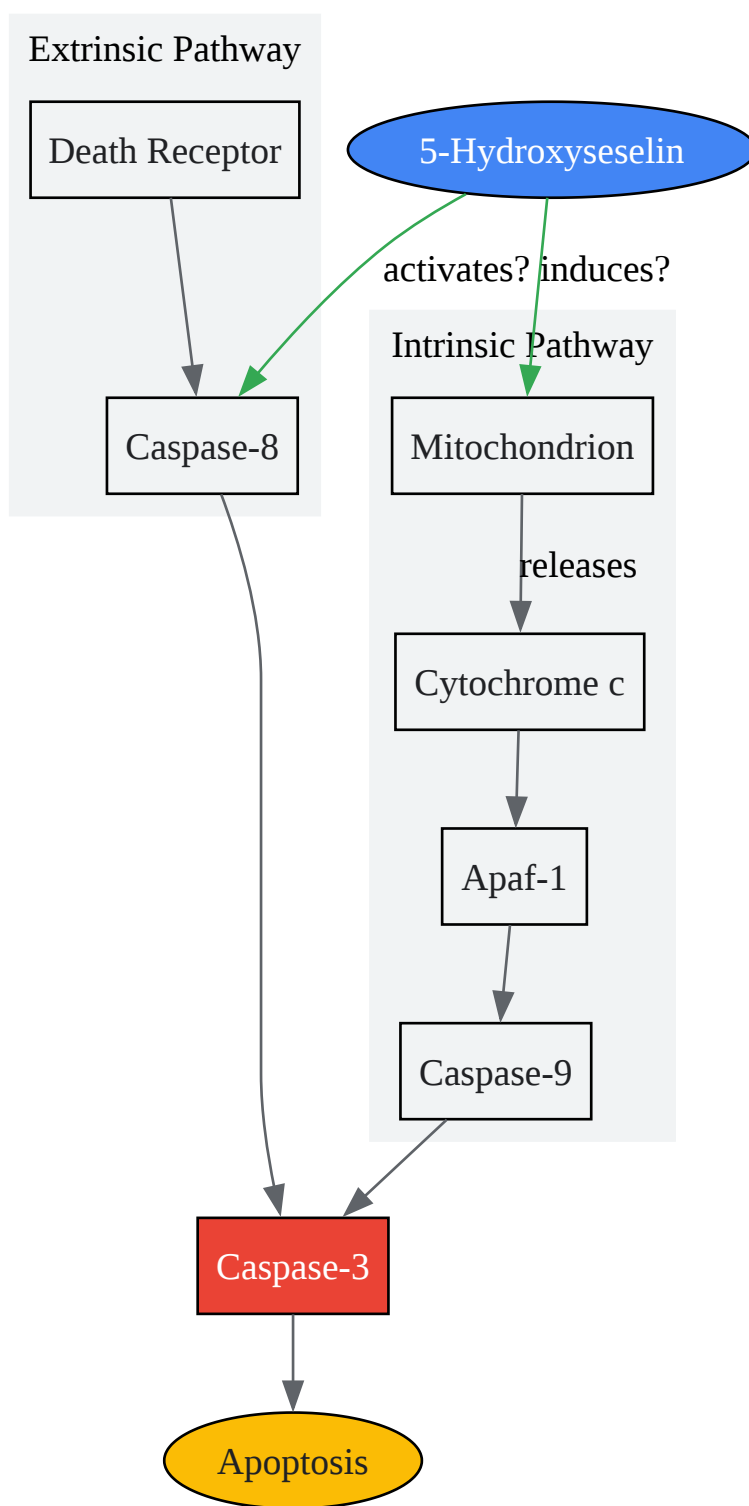 Extrinsic Pathway
Death Receptor
5-Hydroxyseselin
activates?
induces?
Intrinsic Pathway
Caspase-8
Mitochondrion
releases
Cytochrome c
Apaf-1
Caspase-9
Caspase-3
Apoptosis